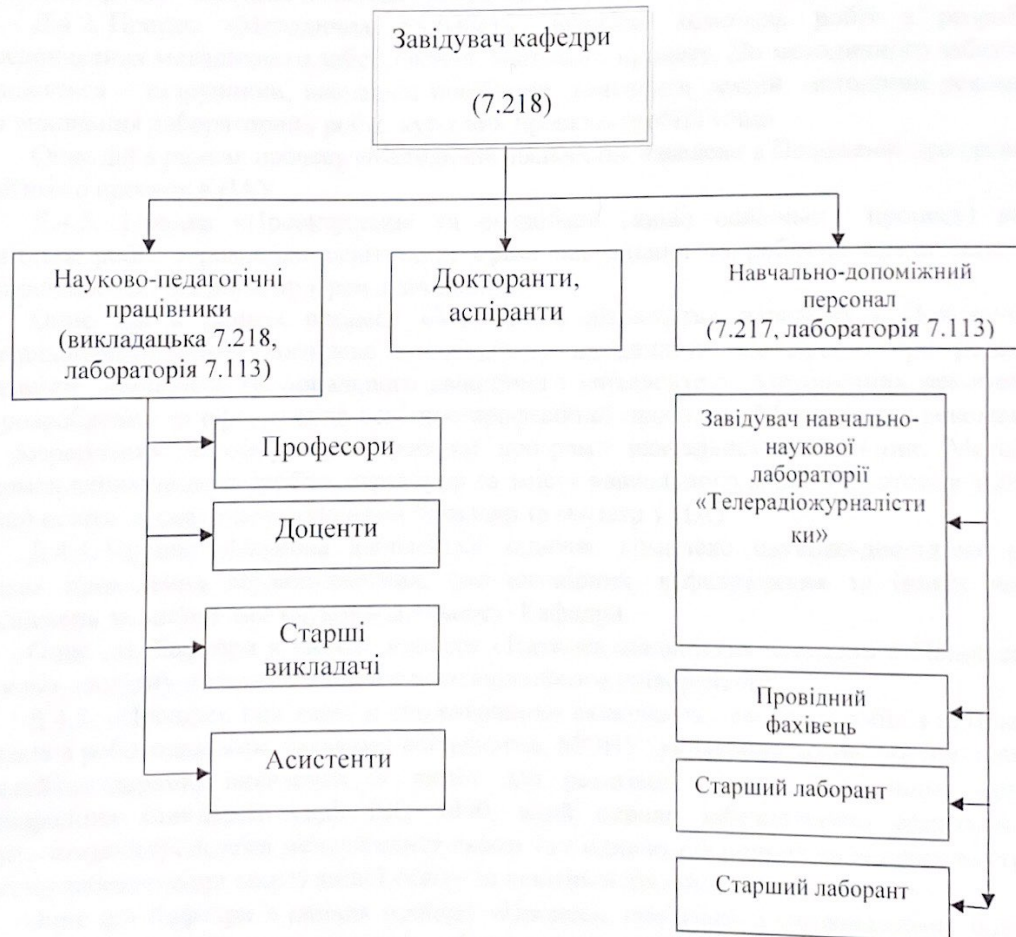 Завідувач кафедри
(7.218)
Науково-педагогічні
працівники
(викладацька 7.218,
лабораторія 7.113)
Докторанти,
аспіранти
Навчально-допоміжний
персонал
(7.217, лабораторія 7.113)
Професори
Доценти
Старші
викладачі
Асистенти
Завідувач навчально-
наукової
лабораторії
«Телерадіожурналісти
ки»
Провідний
фахівець
Старший лаборант
Старший лаборант